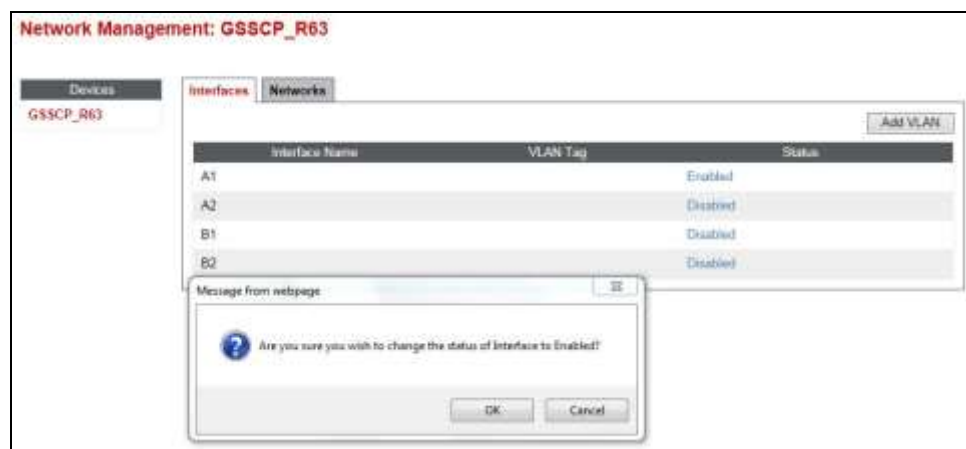 Network Management: GSSCP_R63
Devices
GSSCP_R63
Interfaces Networks
Add VLAN
Interface Name VLAN Tag Status
A1 Enabled
A2 Disabled
B1 Disabled
B2 Disabled
Message from webpage
Are you sure you wish to change the status of Interface to Enabled?
OK Cancel